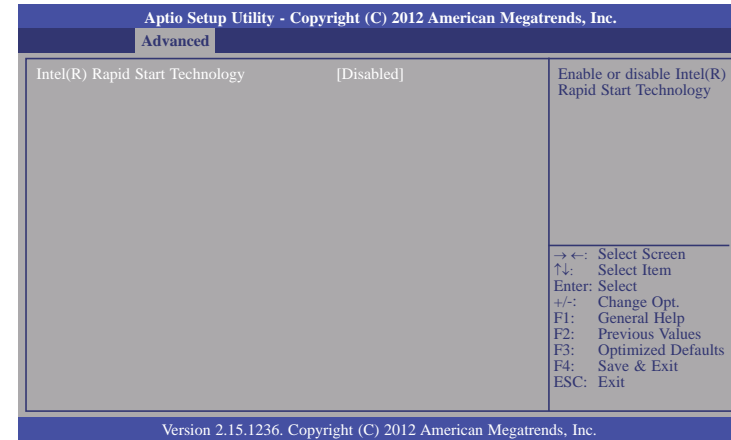 Aptio Setup Utility - Copyright (C) 2012 American Megatrends, Inc.
Advanced
Intel(R) Rapid Start Technology [Disabled]
Enable or disable Intel(R)
Rapid Start Technology
→←: Select Screen
↑↓: Select Item
Enter: Select
+/-: Change Opt.
F1: General Help
F2: Previous Values
F3: Optimized Defaults
F4: Save & Exit
ESC: Exit
Version 2.15.1236. Copyright (C) 2012 American Megatrends, Inc.